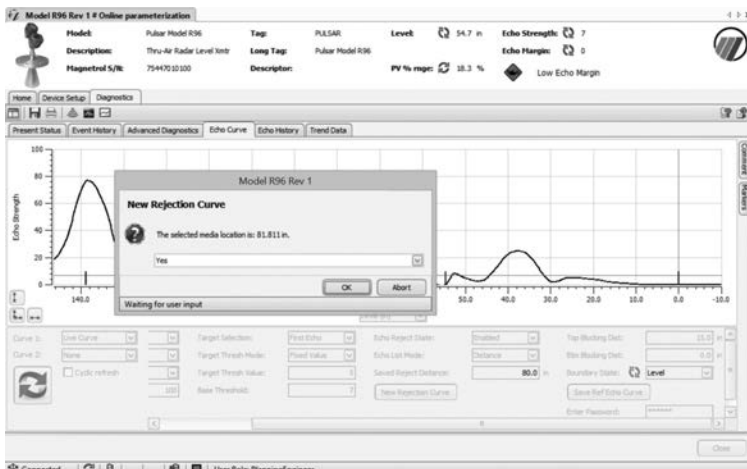 Model R96 Rev 1 # Online parameterization
Model: Pulsar Model R96 Tag: PULSAR Level: 54.7 in Echo Strength: 7
Description: Thru-Air Radar Level Xmtr Long Tag: Pulsar Model R96 Echo Margin: 0
Magnetrol S/N: 75447010100 Descriptor: PV % rnge: 18.3 % Low Echo Margin
Home Device Setup Diagnostics
Present Status Event History Advanced Diagnostics Echo Curve Echo History Trend Data
Comment
Markers
Echo Strength
100
80
60
40
20
0
140.0 50.0 40.0 30.0 20.0 10.0 0.0 -10.0
Model R96 Rev 1
New Rejection Curve
The selected media location is: 81.811in.
Yes
OK Abort
Waiting for user input
Curve 1: Live Curve Target Selection: First Echo Echo Reject State: Enabled Top Blocking Dist: 15.0 in
Curve 2: None Target Thresh Mode: Fixed Value Echo List Mode: Distance Btm Blocking Dist: 0.0 in
Cyclic refresh Target Thresh Value: Saved Reject Distance: 80.0 in Boundary State: Level
100 Base Threshold: 7 New Rejection Curve Save Ref Echo Curve
Enter Password: *******
Close
Connected